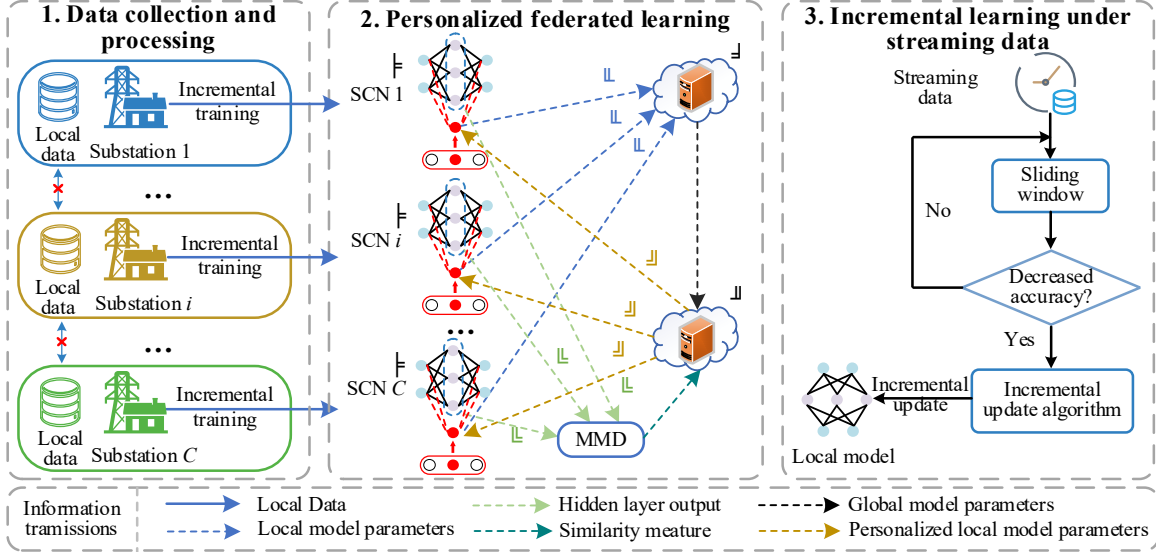 1. Data collection and
processing
Local
data
Substation 1
Incremental
training
...
Local
data
Substation i
Incremental
training
...
Local
data
Substation C
Incremental
training
2. Personalized federated learning
SCN 1
SCN i
...
SCN C
MMD
3. Incremental learning under
streaming data
Streaming
data
Sliding
window
No
Decreased
accuracy?
Yes
Incremental
update algorithm
Incremental
update
Local model
Information
tramissions
Local Data
Local model parameters
Hidden layer output
Similarity meature
Global model parameters
Personalized local model parameters